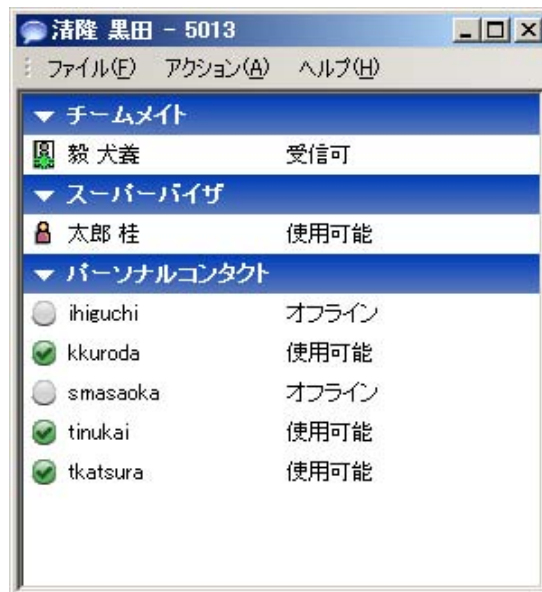 清隆 黒田 - 5013
ファイル(F) アクション(A) ヘルプ(H)
チームメイト
毅 犬養 受信可
スーパーバイザ
太郎 桂 使用可能
パーソナルコンタクト
ihiguchi オフライン
kkuroda 使用可能
smasaoka オフライン
tinukai 使用可能
tkatsura 使用可能